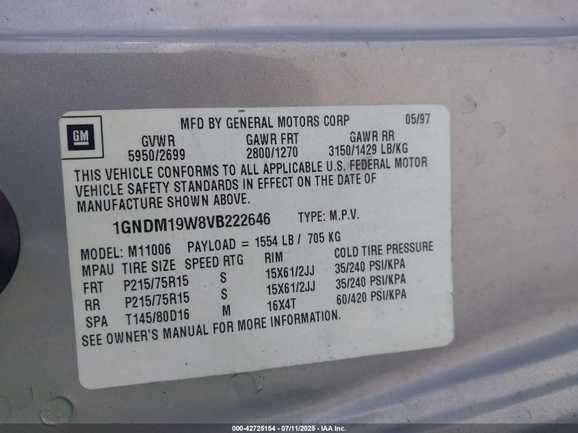 GM
MFD BY GENERAL MOTORS CORP 05/97
GVWR GAWR FRT GAWR RR
5950/2699 2800/1270 3150/1429 LB/KG
THIS VEHICLE CONFORMS TO ALL APPLICABLE U.S. FEDERAL MOTOR
VEHICLE SAFETY STANDARDS IN EFFECT ON THE DATE OF
MANUFACTURE SHOWN ABOVE.
1GNDM19W8VB222646 TYPE: M.P.V.
MODEL: M11006 PAYLOAD = 1554 LB / 705 KG
MPAU TIRE SIZE SPEED RTG RIM COLD TIRE PRESSURE
FRT P215/75R15 S 15X61/2JJ 35/240 PSI/KPA
RR P215/75R15 S 15X61/2JJ 35/240 PSI/KPA
SPA T145/80D16 M 16X4T 60/420 PSI/KPA
SEE OWNER'S MANUAL FOR MORE INFORMATION.
000-42725154 - 07/11/2025 - IAA Inc.